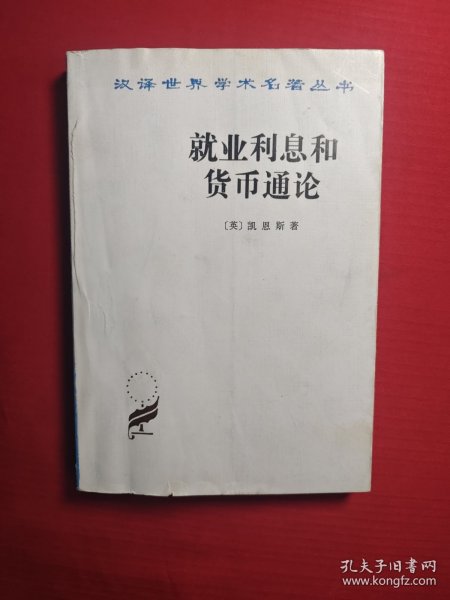 汉译世界学术名著丛书
就业利息和
货币通论
〔英〕凯恩斯著
孔夫子旧书网
www.kongfz.com